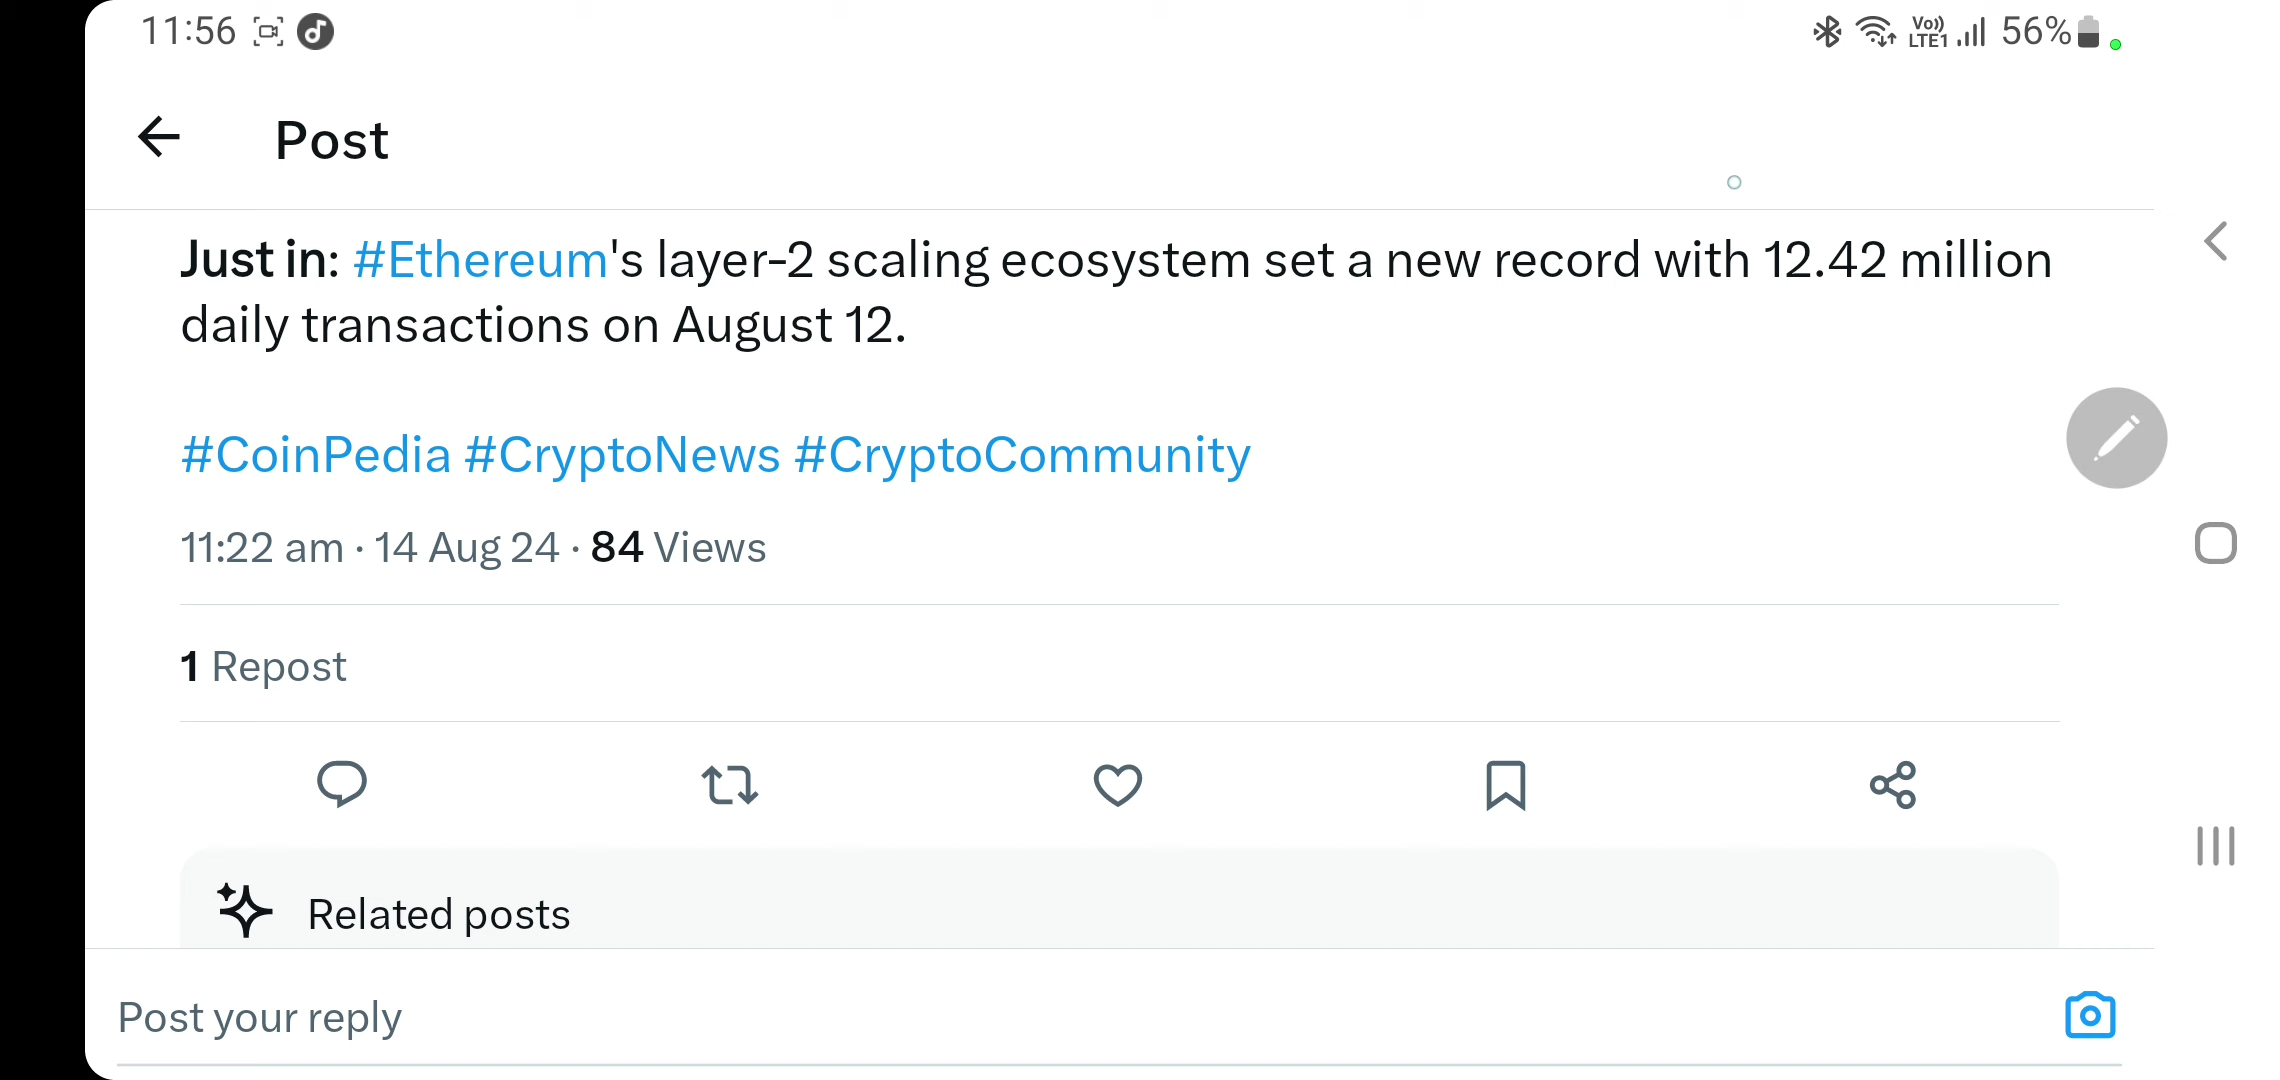 11:56
Vo)) LTE1 56%
Post
Just in: #Ethereum's layer-2 scaling ecosystem set a new record with 12.42 million
daily transactions on August 12.
#CoinPedia #CryptoNews #CryptoCommunity
11:22 am · 14 Aug 24 · 84 Views
1 Repost
Related posts
Post your reply